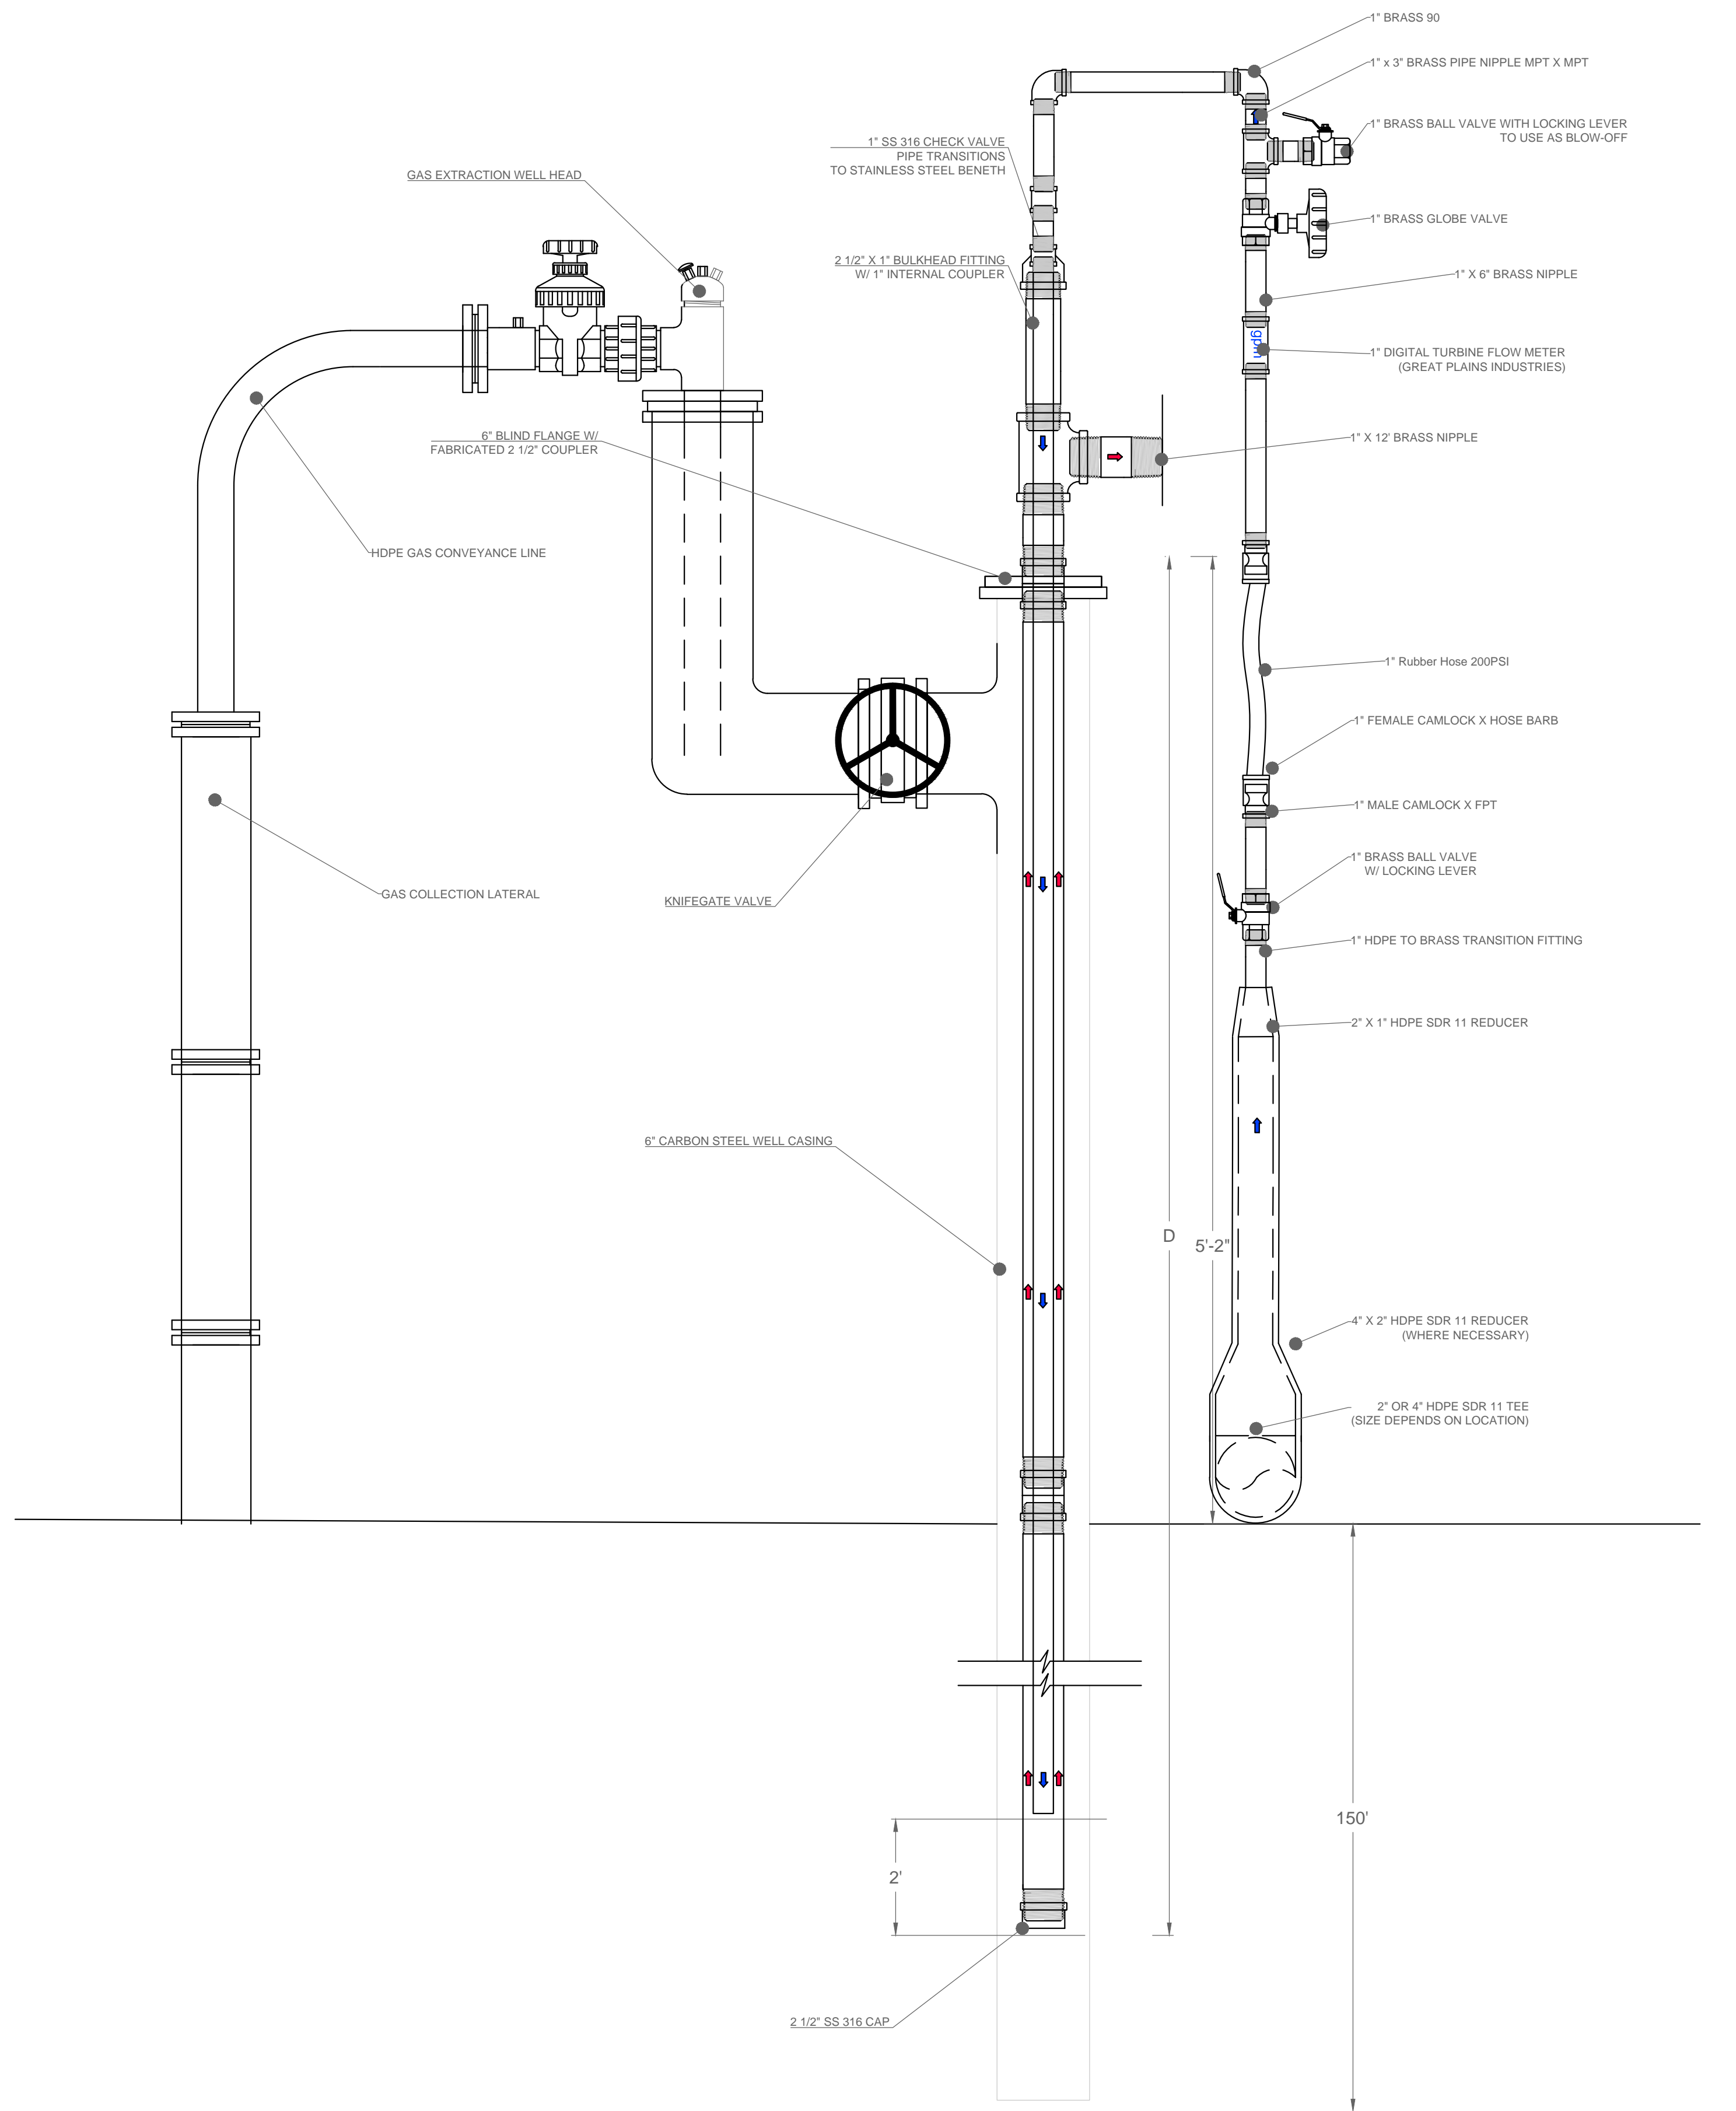 1" BRASS 90
1" x 3" BRASS PIPE NIPPLE MPT X MPT
1" BRASS BALL VALVE WITH LOCKING LEVER
TO USE AS BLOW-OFF
1" SS 316 CHECK VALVE
PIPE TRANSITIONS
TO STAINLESS STEEL BENETH
GAS EXTRACTION WELL HEAD
1" BRASS GLOBE VALVE
2 1/2" X 1" BULKHEAD FITTING
W/ 1" INTERNAL COUPLER
1" X 6" BRASS NIPPLE
gpm
1" DIGITAL TURBINE FLOW METER
(GREAT PLAINS INDUSTRIES)
6" BLIND FLANGE W/
FABRICATED 2 1/2" COUPLER
1" X 12' BRASS NIPPLE
HDPE GAS CONVEYANCE LINE
1" Rubber Hose 200PSI
1" FEMALE CAMLOCK X HOSE BARB
1" MALE CAMLOCK X FPT
1" BRASS BALL VALVE
W/ LOCKING LEVER
GAS COLLECTION LATERAL
KNIFEGATE VALVE
1" HDPE TO BRASS TRANSITION FITTING
2" X 1" HDPE SDR 11 REDUCER
6" CARBON STEEL WELL CASING
D
5'-2"
4" X 2" HDPE SDR 11 REDUCER
(WHERE NECESSARY)
2" OR 4" HDPE SDR 11 TEE
(SIZE DEPENDS ON LOCATION)
150'
2'
2 1/2" SS 316 CAP